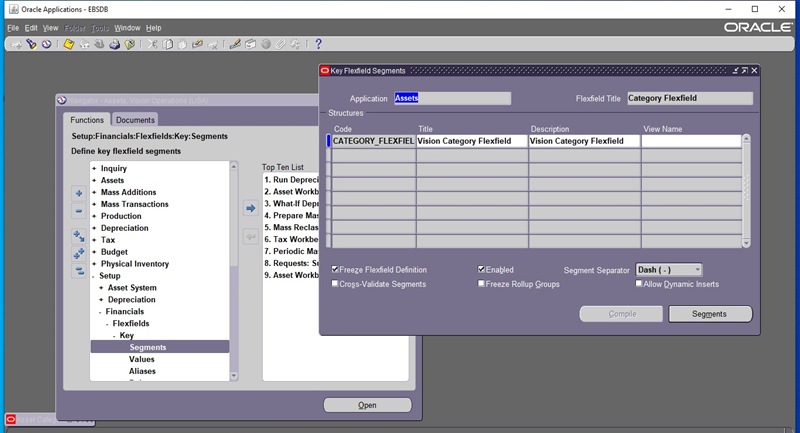 Oracle Applications - EBSDB
File Edit View Folder Tools Window Help
ORACLE
Key Flexfield Segments
Application Assets Flexfield Title Category Flexfield
Structures
Code Title Description View Name
CATEGORY_FLEXFIEL Vision Category Flexfield Vision Category Flexfield
Freeze Flexfield Definition Enabled Segment Separator Dash ( - )
Cross-Validate Segments Freeze Rollup Groups Allow Dynamic Inserts
Compile Segments
Navigator - Assets, Vision Operations (USA)
Functions Documents
Setup:Financials:Flexfields:Key:Segments
Define key flexfield segments
+ Inquiry
+ Assets
+ Mass Additions
+ Mass Transactions
+ Production
+ Depreciation
+ Tax
+ Budget
+ Physical Inventory
- Setup
+ Asset System
+ Depreciation
- Financials
- Flexfields
- Key
Segments
Values
Aliases
Top Ten List
1. Run Depreci
2. Asset Workb
3. What-If Depr
4. Prepare Mas
5. Mass Reclas
6. Tax Workbe
7. Periodic Ma
8. Requests: Su
9. Asset Workb
Open